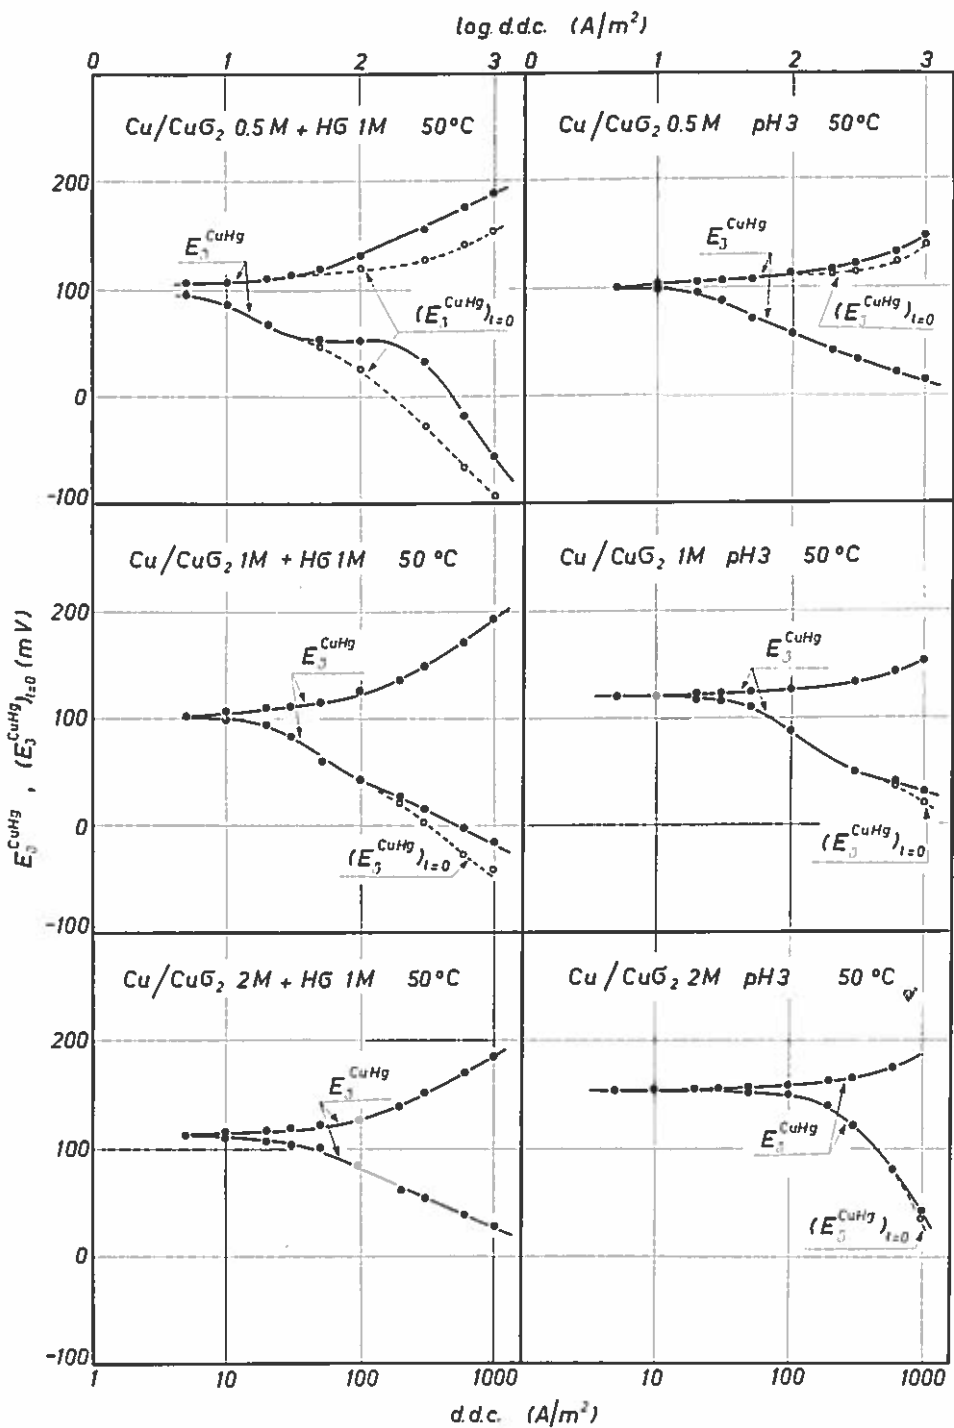 log. d.d.c. (A/m²)
0 1 2 3 0 1 2 3
Cu/CuG₂ 0.5 M + HG 1M 50°C
Cu/CuG₂ 0.5 M pH 3 50°C
200
100
0
-100
E₃^CuHg
(E₃^CuHg)t=0
E₃^CuHg
(E₃^CuHg)t=0
Cu/CuG₂ 1M + HG 1M 50°C
Cu/CuG₂ 1M pH3 50°C
200
100
0
-100
E₃^CuHg
(E₃^CuHg)t=0
E₃^CuHg
(E₃^CuHg)t=0
E₃^CuHg , (E₃^CuHg)t=0 (mV)
Cu/CuG₂ 2M + HG 1M 50°C
Cu/CuG₂ 2M pH3 50°C
200
100
0
-100
E₃^CuHg
E₃^CuHg
(E₃^CuHg)t=0
1 10 100 1000 10 100 1000
d.d.c. (A/m²)